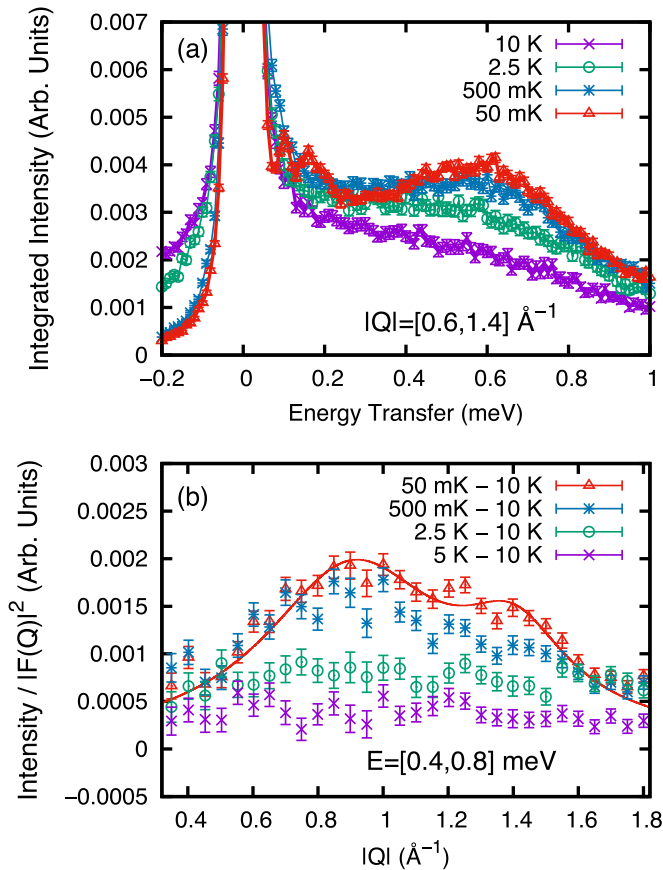 (a)
10 K
2.5 K
500 mK
50 mK
Integrated Intensity (Arb. Units)
0.007
0.006
0.005
0.004
0.003
0.002
0.001
0
|Q|=[0.6,1.4] Å⁻¹
−0.2 0 0.2 0.4 0.6 0.8 1
Energy Transfer (meV)
(b)
50 mK − 10 K
500 mK − 10 K
2.5 K − 10 K
5 K − 10 K
Intensity / |F(Q)|² (Arb. Units)
0.003
0.0025
0.002
0.0015
0.001
0.0005
0
−0.0005
E=[0.4,0.8] meV
0.4 0.6 0.8 1 1.2 1.4 1.6 1.8
|Q| (Å⁻¹)